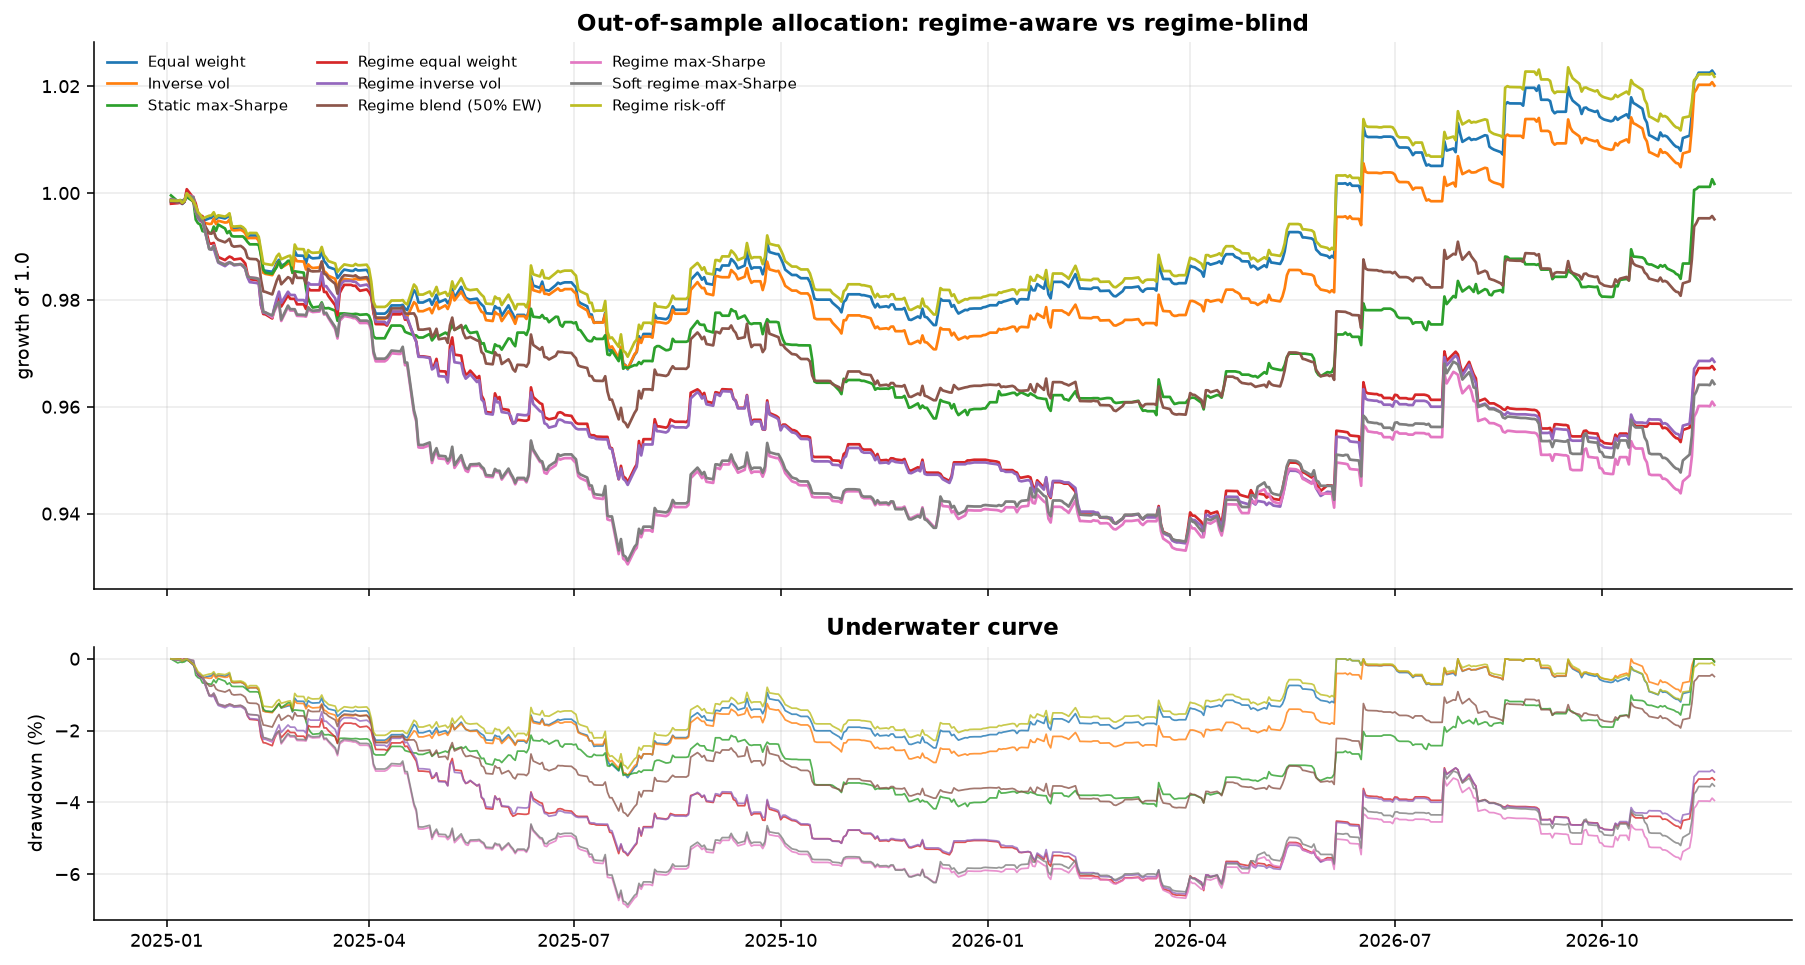 Out-of-sample allocation: regime-aware vs regime-blind
Equal weight
Inverse vol
Static max-Sharpe
Regime equal weight
Regime inverse vol
Regime blend (50% EW)
Regime max-Sharpe
Soft regime max-Sharpe
Regime risk-off
growth of 1.0
1.02
1.00
0.98
0.96
0.94
Underwater curve
drawdown (%)
0
−2
−4
−6
2025-01 2025-04 2025-07 2025-10 2026-01 2026-04 2026-07 2026-10